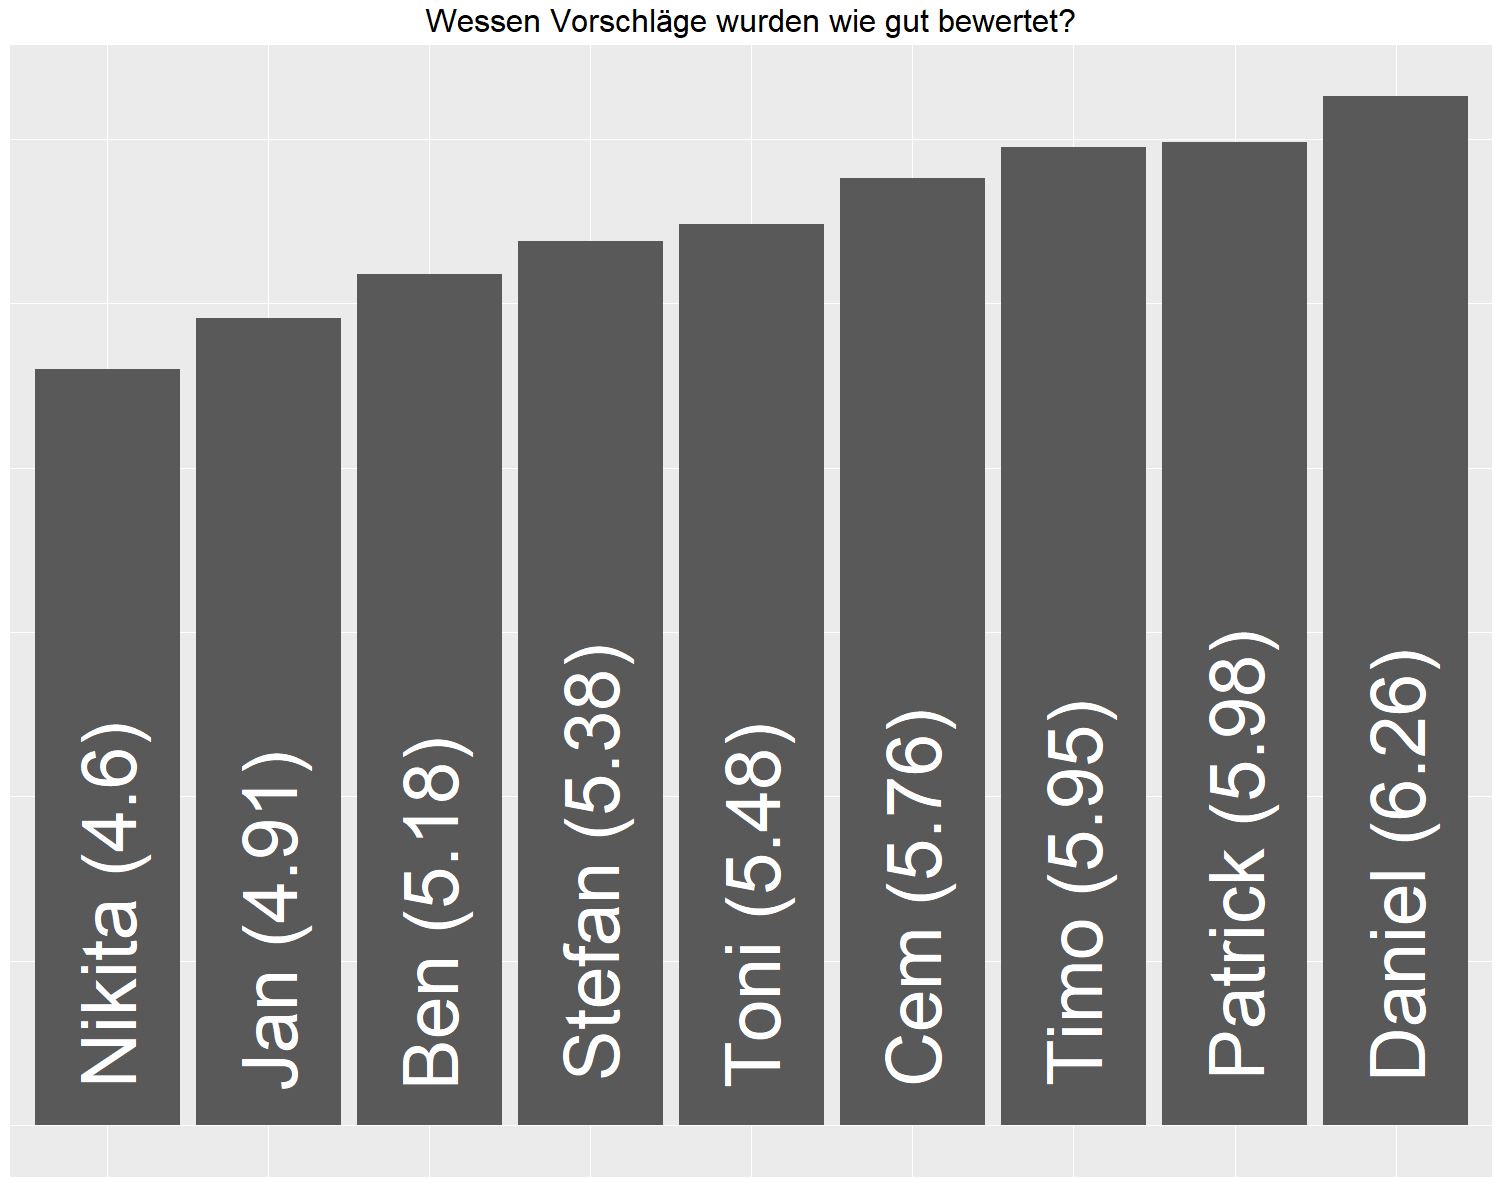 Wessen Vorschläge wurden wie gut bewertet?
Nikita (4.6)
Jan (4.91)
Ben (5.18)
Stefan (5.38)
Toni (5.48)
Cem (5.76)
Timo (5.95)
Patrick (5.98)
Daniel (6.26)